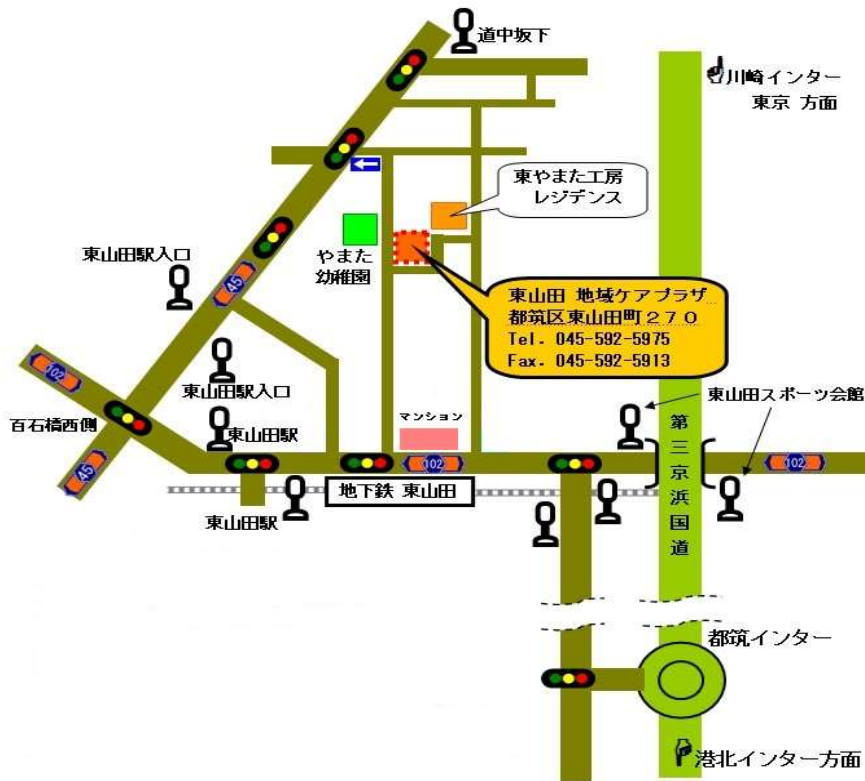 道中坂下
川崎インター
東京 方面
東やまた工房
レジデンス
やまた
幼稚園
東山田駅入口
45
東山田 地域ケアプラザ
都筑区東山田町270
Tel. 045-592-5975
Fax. 045-592-5913
102
東山田駅入口
東山田スポーツ会館
百石橋西側
東山田駅
マンション
第三京浜国道
45
102
102
地下鉄 東山田
東山田駅
都筑インター
港北インター方面